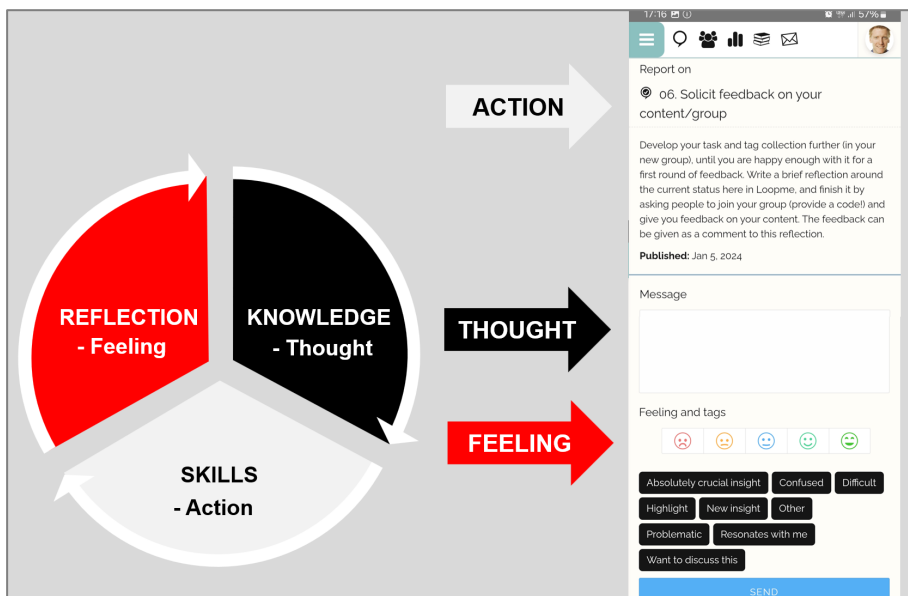 REFLECTION
- Feeling
KNOWLEDGE
- Thought
SKILLS
- Action
ACTION
THOUGHT
FEELING
17:16
57%
Report on
06. Solicit feedback on your
content/group
Develop your task and tag collection further (in your
new group), until you are happy enough with it for a
first round of feedback. Write a brief reflection around
the current status here in Loopme, and finish it by
asking people to join your group (provide a code!) and
give you feedback on your content. The feedback can
be given as a comment to this reflection.
Published: Jan 5, 2024
Message
Feeling and tags
Absolutely crucial insight Confused Difficult
Highlight New insight Other
Problematic Resonates with me
Want to discuss this
SEND